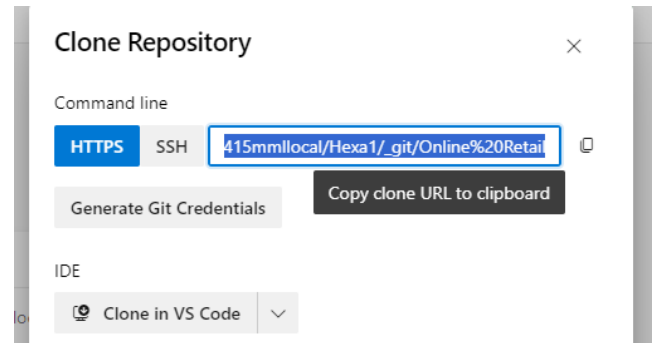 Clone Repository
Command line
HTTPS
SSH
415mmllocal/Hexa1/_git/Online%20Retail
Copy clone URL to clipboard
Generate Git Credentials
IDE
Clone in VS Code